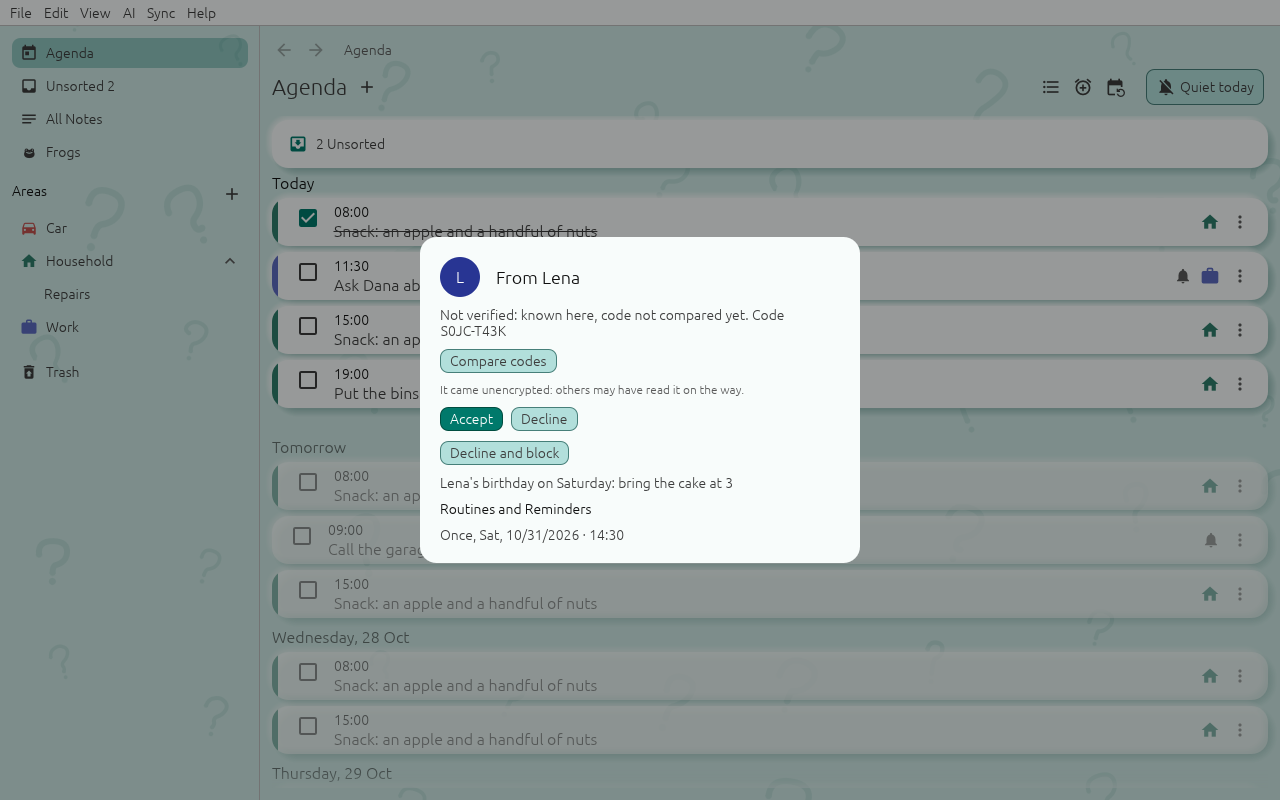 File Edit View AI Sync Help
Agenda
Unsorted 2
All Notes
Frogs
Areas
Car
Household
Repairs
Work
Trash
Agenda
Agenda
Quiet today
2 Unsorted
Today
08:00
Snack: an apple and a handful of nuts
11:30
Ask Dana ab
15:00
Snack: an ap
19:00
Put the bins
L
From Lena
Not verified: known here, code not compared yet. Code
S0JC-T43K
Compare codes
It came unencrypted: others may have read it on the way.
Accept
Decline
Decline and block
Lena's birthday on Saturday: bring the cake at 3
Routines and Reminders
Once, Sat, 10/31/2026 · 14:30
Tomorrow
08:00
Snack: an ap
09:00
Call the garag
15:00
Snack: an apple and a handful of nuts
Wednesday, 28 Oct
08:00
Snack: an apple and a handful of nuts
15:00
Snack: an apple and a handful of nuts
Thursday, 29 Oct